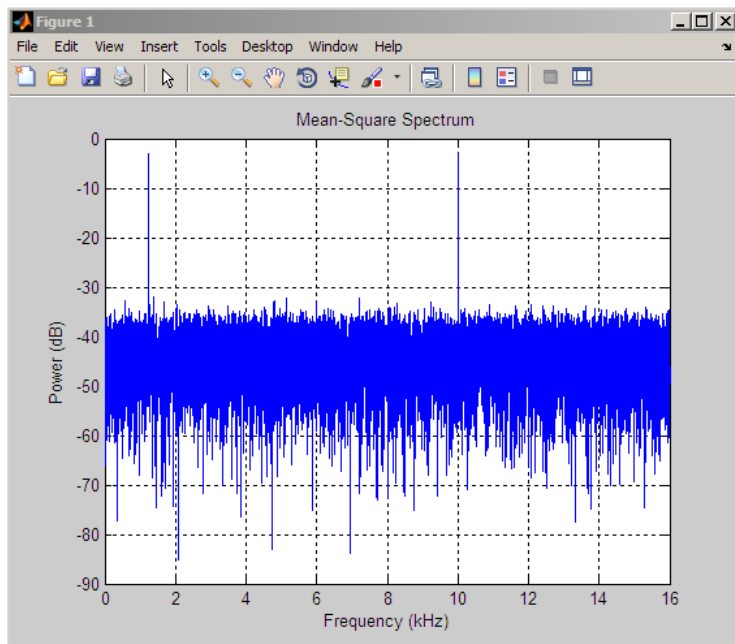 Figure 1
File Edit View Insert Tools Desktop Window Help
Mean-Square Spectrum
0
-10
-20
-30
-40
-50
-60
-70
-80
-90
Power (dB)
0 2 4 6 8 10 12 14 16
Frequency (kHz)